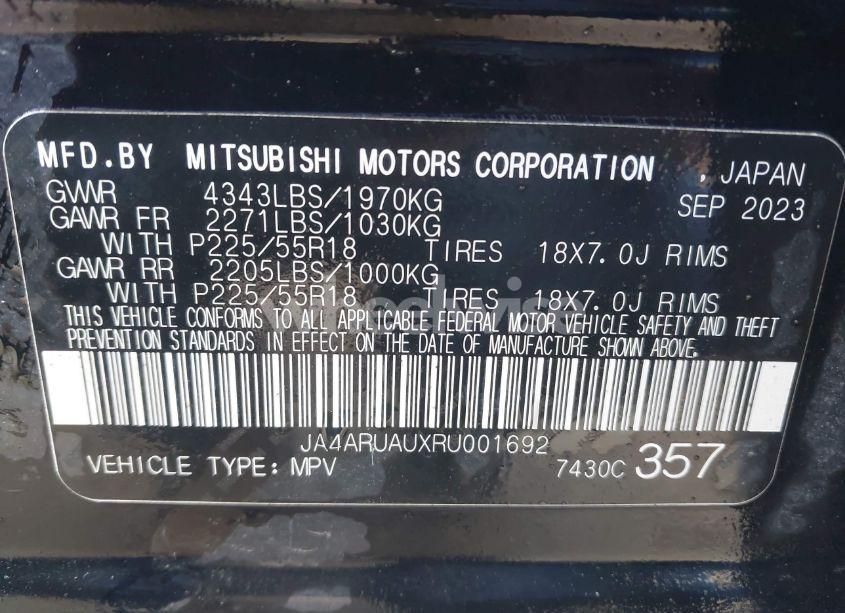 MFD.BY MITSUBISHI MOTORS CORPORATION , JAPAN
GVWR 4343LBS/1970KG SEP 2023
GAWR FR 2271LBS/1030KG
WITH P225/55R18 TIRES 18X7.0J RIMS
GAWR RR 2205LBS/1000KG
WITH P225/55R18 TIRES 18X7.0J RIMS
THIS VEHICLE CONFORMS TO ALL APPLICABLE FEDERAL MOTOR VEHICLE SAFETY AND THEFT
PREVENTION STANDARDS IN EFFECT ON THE DATE OF MANUFACTURE SHOWN ABOVE.
JA4ARUAUXRU001692
VEHICLE TYPE: MPV 7430C 357